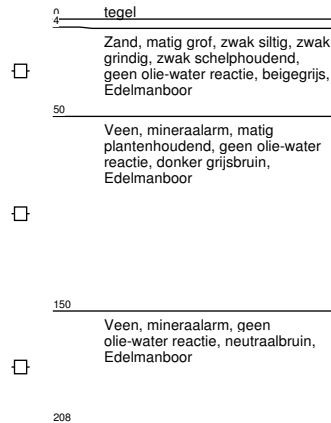 0 tegel
4
Zand, matig grof, zwak siltig, zwak
grindig, zwak schelphoudend,
geen olie-water reactie, beigegrijs,
Edelmanboor
50
Veen, mineraalarm, matig
plantenhoudend, geen olie-water
reactie, donker grijsbruin,
Edelmanboor
150
Veen, mineraalarm, geen
olie-water reactie, neutraalbruin,
Edelmanboor
208